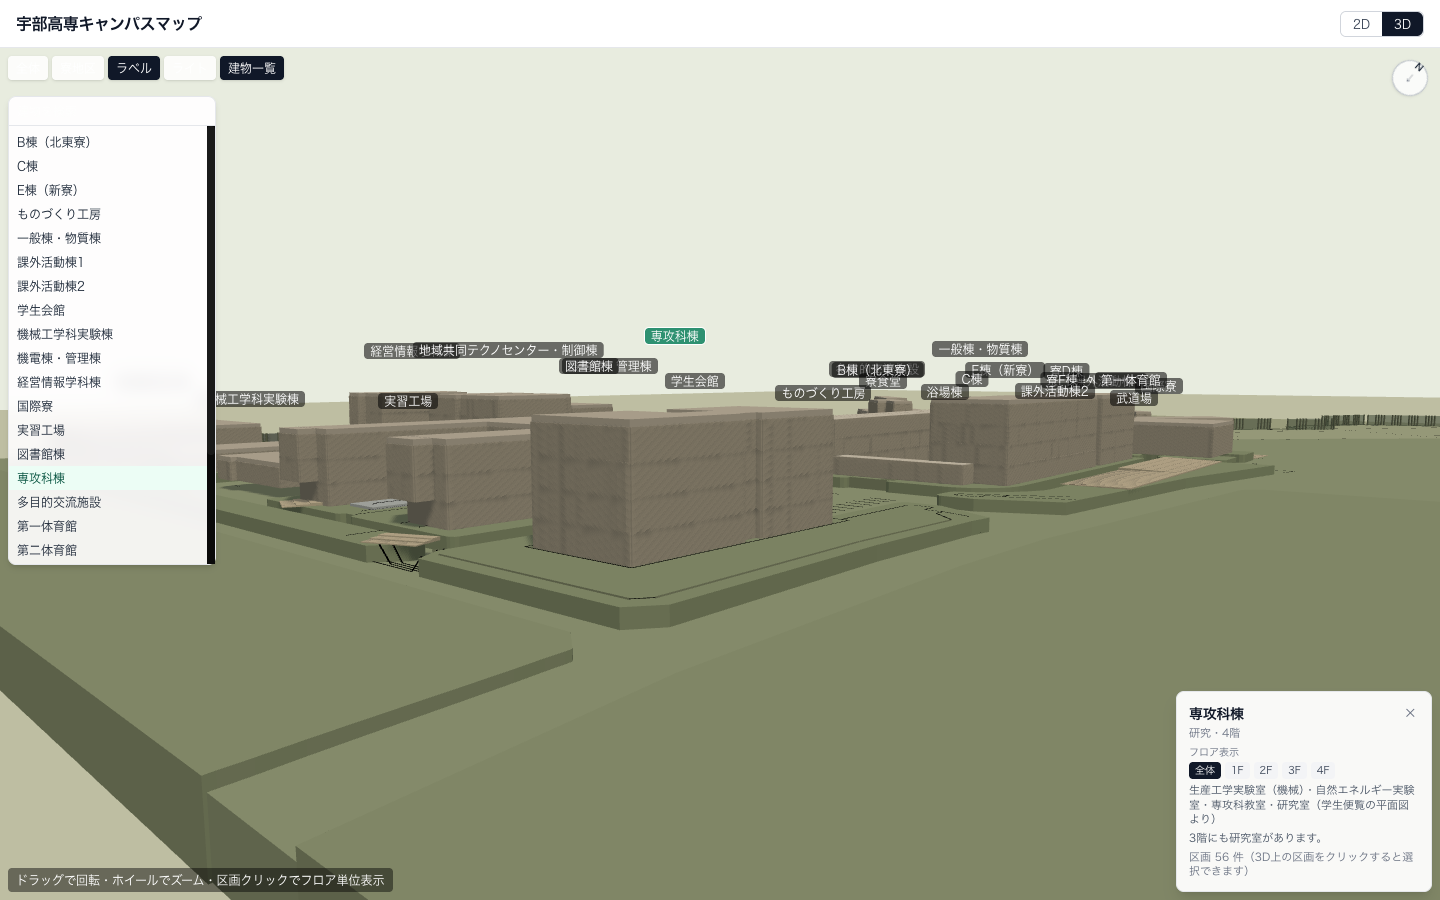 宇部高専キャンパスマップ
2D 3D
ラベル 建物一覧
N
B棟（北東寮）
C棟
E棟（新寮）
ものづくり工房
一般棟・物質棟
課外活動棟1
課外活動棟2
学生会館
機械工学科実験棟
機電棟・管理棟
経営情報学科棟
国際寮
実習工場
図書館棟
専攻科棟
多目的交流施設
第一体育館
第二体育館
専攻科棟
経営情報
地域共同テクノセンター・制御棟
一般棟・物質棟
図書館棟
管理棟
B棟（北東寮）
E棟（新寮）
寮D棟
学生会館
寮食堂
C棟
寮F棟
第一体育館
ものづくり工房
浴場棟
課外活動棟2
武道場
械工学科実験棟
実習工場
専攻科棟
研究・4階
フロア表示
全体 1F 2F 3F 4F
生産工学実験室（機械）・自然エネルギー実験
室・専攻科教室・研究室（学生便覧の平面図
より）
3階にも研究室があります。
区画 56 件（3D上の区画をクリックすると選
択できます）
ドラッグで回転・ホイールでズーム・区画クリックでフロア単位表示